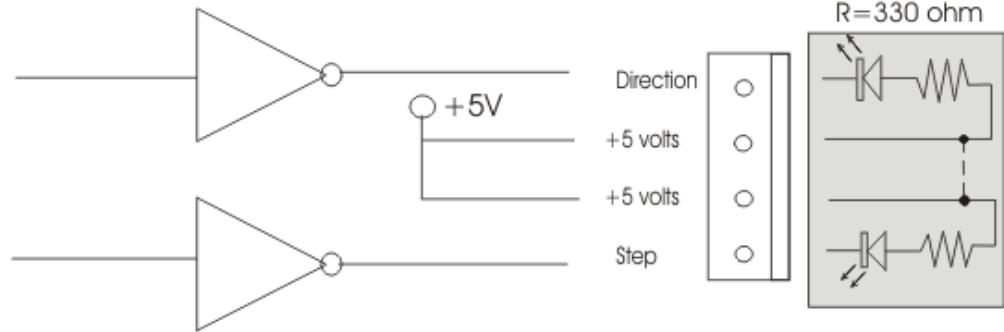 R=330 ohm
Direction
+5V
+5 volts
+5 volts
Step